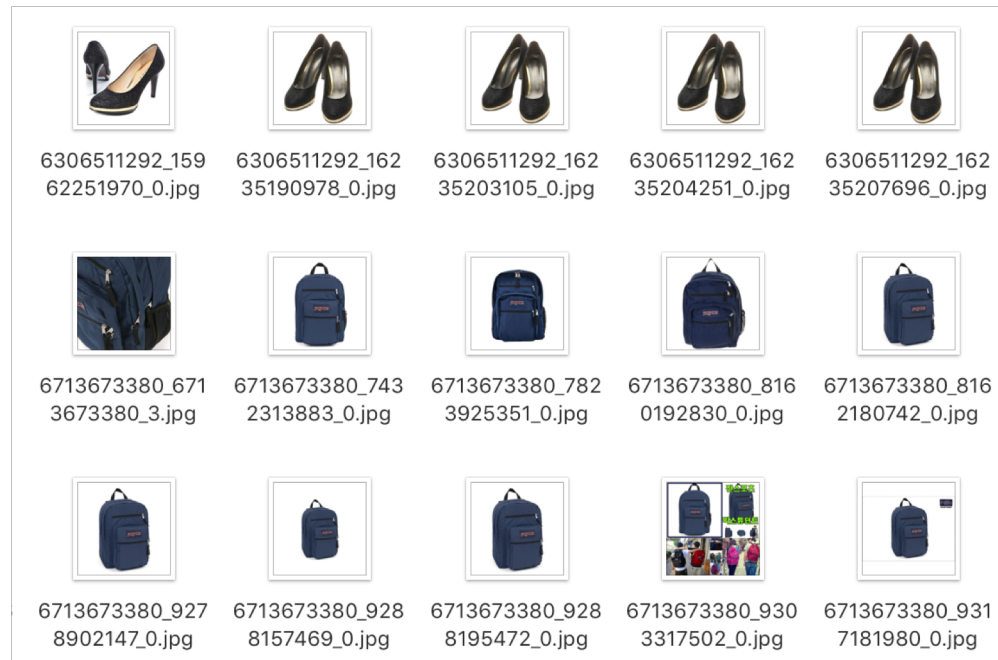 6306511292_159
62251970_0.jpg
6306511292_162
35190978_0.jpg
6306511292_162
35203105_0.jpg
6306511292_162
35204251_0.jpg
6306511292_162
35207696_0.jpg
6713673380_671
3673380_3.jpg
6713673380_743
2313883_0.jpg
6713673380_782
3925351_0.jpg
6713673380_816
0192830_0.jpg
6713673380_816
2180742_0.jpg
6713673380_927
8902147_0.jpg
6713673380_928
8157469_0.jpg
6713673380_928
8195472_0.jpg
6713673380_930
3317502_0.jpg
6713673380_931
7181980_0.jpg